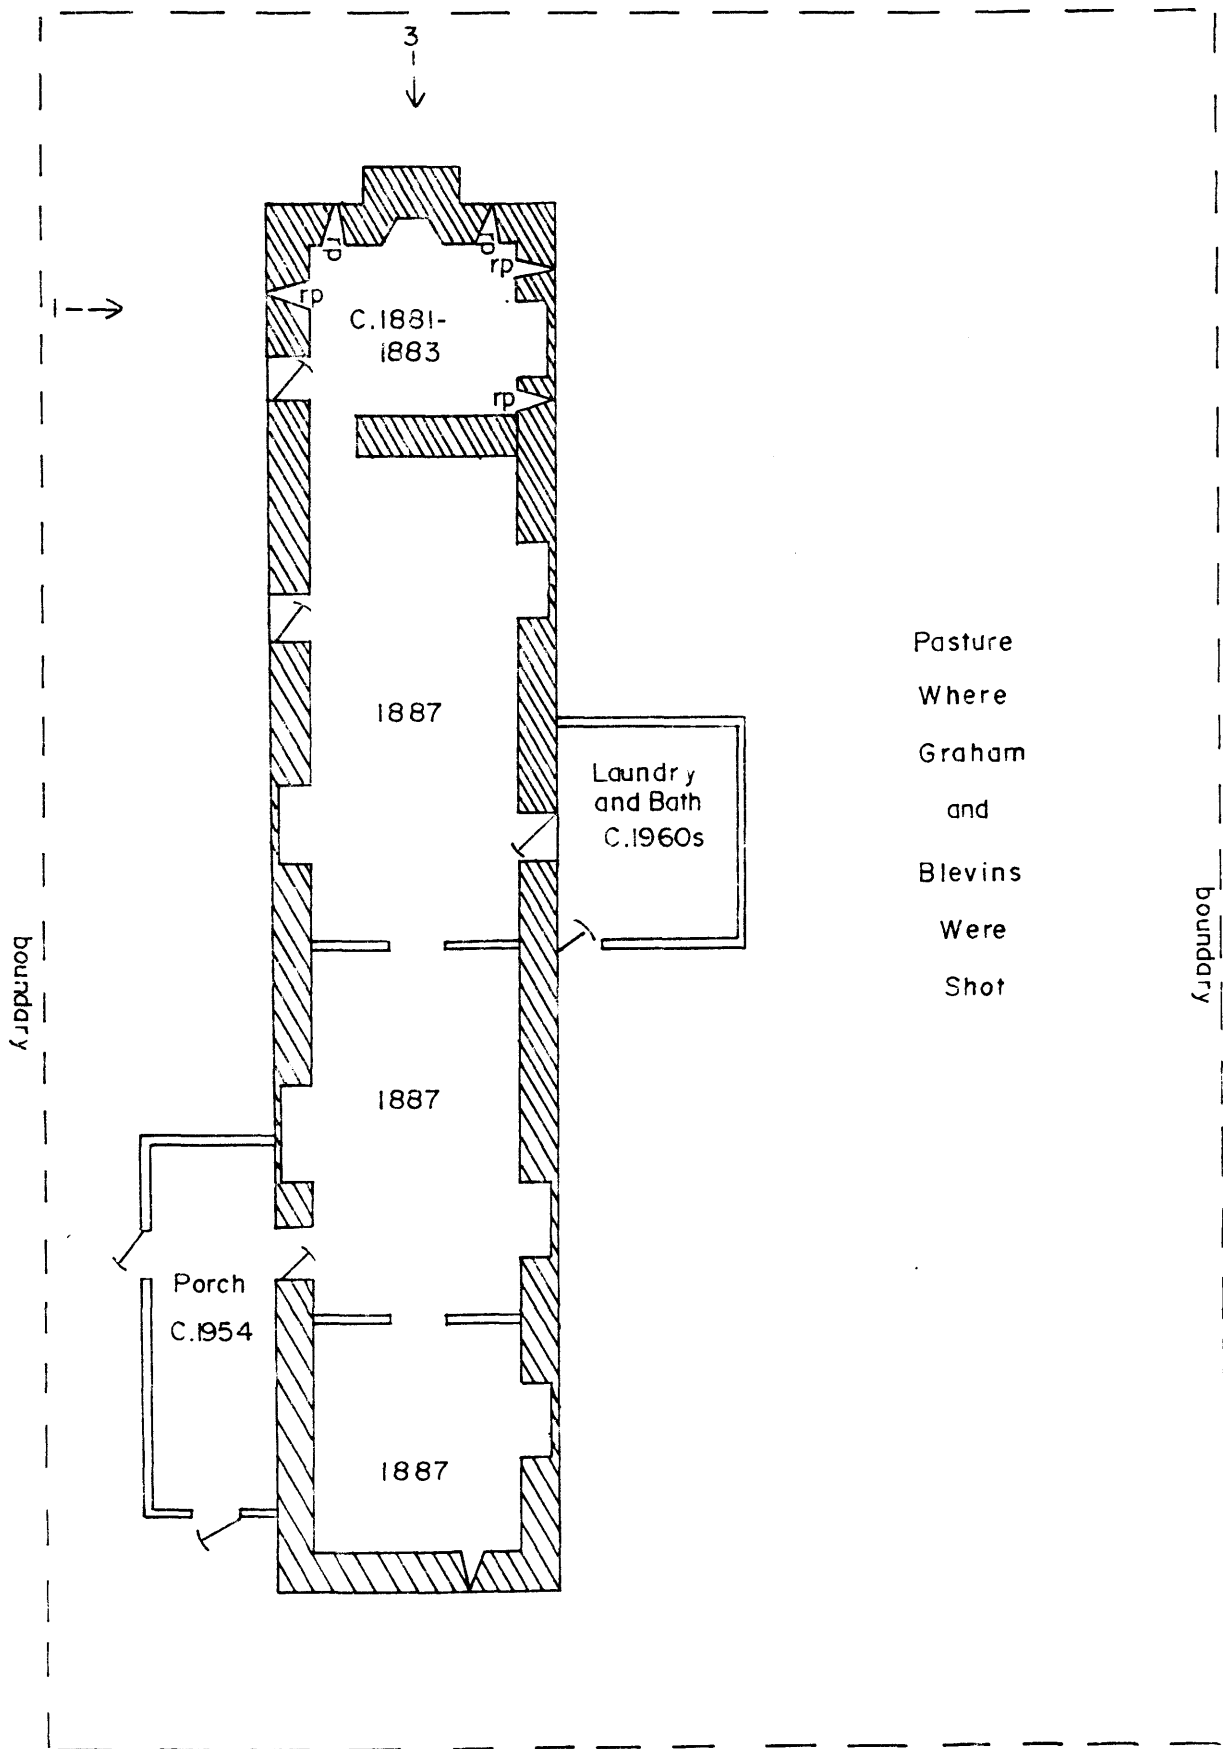 3
rp
rp
rp
rp
1
C.1881-
1883
rp
1887
Laundry
and Bath
C.1960s
Pasture
Where
Graham
and
Blevins
Were
Shot
boundary
boundary
1887
Porch
C.1954
1887